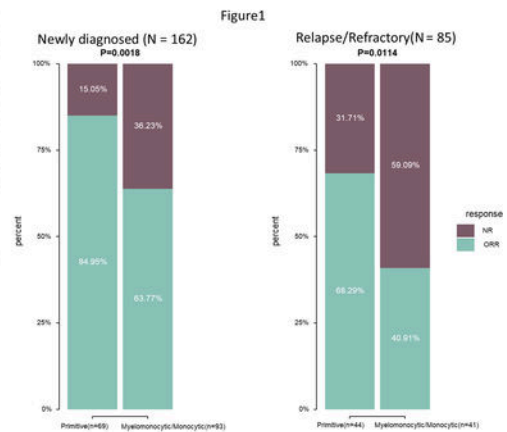 Figure1
Newly diagnosed (N = 162)
P=0.0018
100%
75%
50%
25%
0%
percent
15.05%
36.23%
84.95%
63.77%
Primitive(n=69)
Myelomonocytic/Monocytic(n=93)
Relapse/Refractory(N = 85)
P=0.0114
100%
75%
50%
25%
0%
percent
31.71%
59.09%
68.29%
40.91%
Primitive(n=44)
Myelomonocytic/Monocytic(n=41)
response
NR
ORR